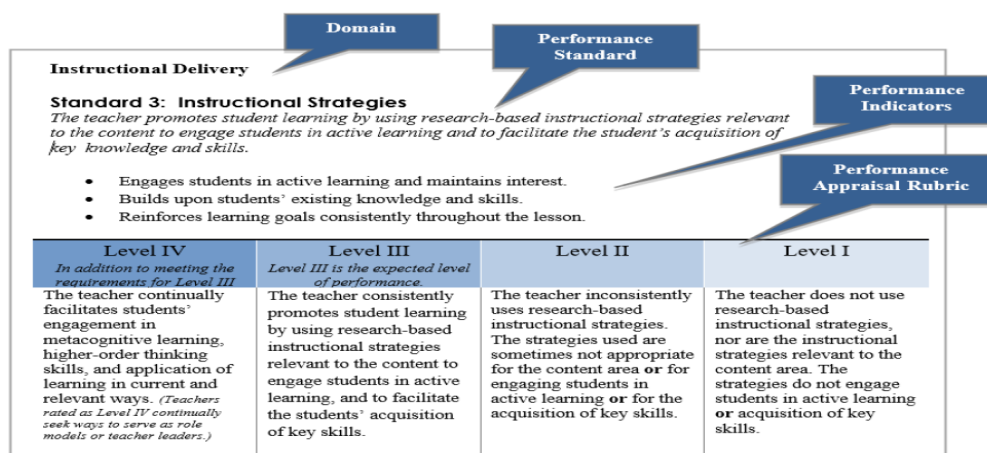 Domain
Performance
Standard
Instructional Delivery
Performance
Indicators
Standard 3:  Instructional Strategies
The teacher promotes student learning by using research-based instructional strategies relevant
to the content to engage students in active learning and to facilitate the student's acquisition of
key  knowledge and skills.
Performance
Appraisal Rubric
• Engages students in active learning and maintains interest.
• Builds upon students' existing knowledge and skills.
• Reinforces learning goals consistently throughout the lesson.
Level IV
In addition to meeting the
requirements for Level III
The teacher continually
facilitates students'
engagement in
metacognitive learning,
higher-order thinking
skills, and application of
learning in current and
relevant ways. (Teachers
rated as Level IV continually
seek ways to serve as role
models or teacher leaders.)
Level III
Level III is the expected level
of performance.
The teacher consistently
promotes student learning
by using research-based
instructional strategies
relevant to the content to
engage students in active
learning, and to facilitate
the students' acquisition
of key skills.
Level II
The teacher inconsistently
uses research-based
instructional strategies.
The strategies used are
sometimes not appropriate
for the content area or for
engaging students in
active learning or for the
acquisition of key skills.
Level I
The teacher does not use
research-based
instructional strategies,
nor are the instructional
strategies relevant to the
content area. The
strategies do not engage
students in active learning
or acquisition of key
skills.